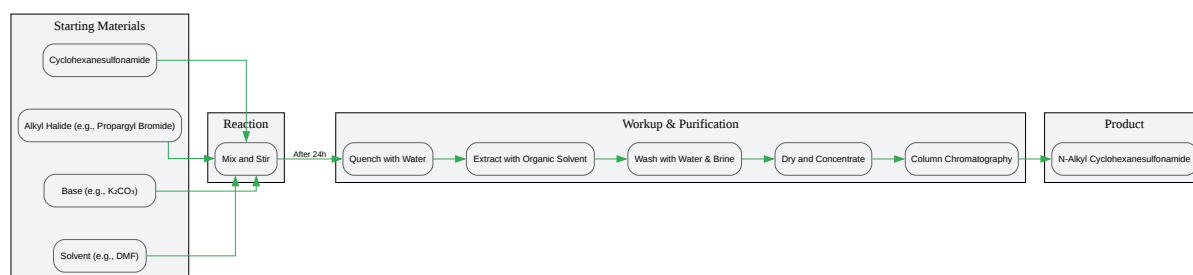 Starting Materials
Cyclohexanesulfonamide
Alkyl Halide (e.g., Propargyl Bromide)
Base (e.g., K₂CO₃)
Solvent (e.g., DMF)
Reaction
Mix and Stir
After 24h
Workup & Purification
Quench with Water
Extract with Organic Solvent
Wash with Water & Brine
Dry and Concentrate
Column Chromatography
Product
N-Alkyl Cyclohexanesulfonamide